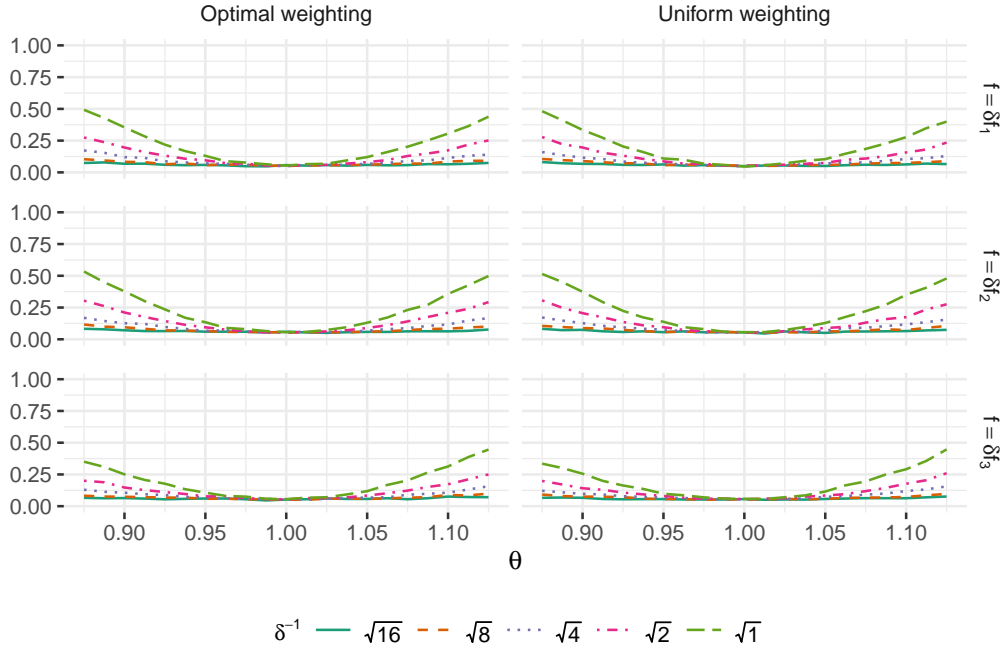 Optimal weighting
Uniform weighting
1.00
0.75
0.50
0.25
0.00
f = δf₁
1.00
0.75
0.50
0.25
0.00
f = δf₂
1.00
0.75
0.50
0.25
0.00
f = δf₃
0.90 0.95 1.00 1.05 1.10
0.90 0.95 1.00 1.05 1.10
θ
δ⁻¹ √16 √8 √4 √2 √1